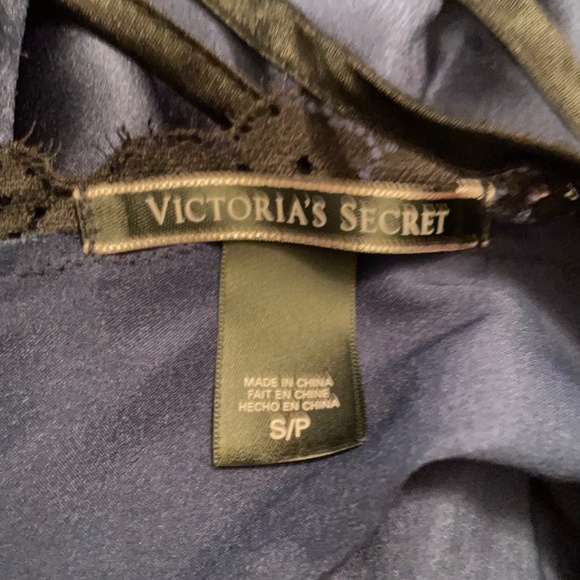 VICTORIA'S SECRET
MADE IN CHINA
FAIT EN CHINE
HECHO EN CHINA
S/P